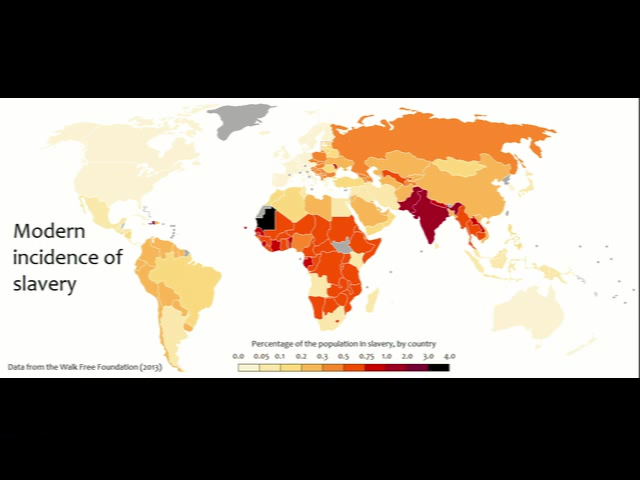 Modern
incidence of
slavery
Percentage of the population in slavery, by country
0.0 0.05 0.1 0.2 0.3 0.5 0.75 1.0 2.0 3.0 4.0
Data from the Walk Free Foundation (2013)